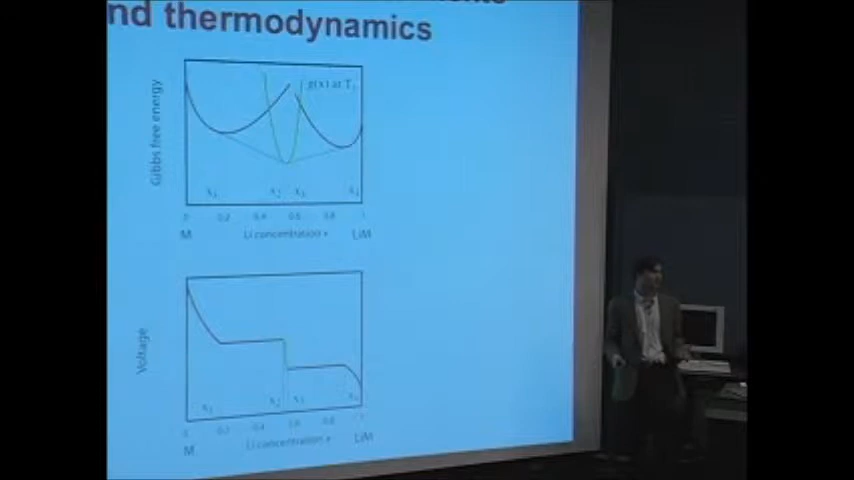 nd thermodynamics
g(x) at T₁
Gibbs free energy
x₁ x₂ x₃ x₄
0 0.2 0.4 0.6 0.8 1
M Li concentration x LiM
Voltage
x₁ x₂ x₃ x₄
0 0.2 0.4 0.6 0.8 1
M Li concentration x LiM